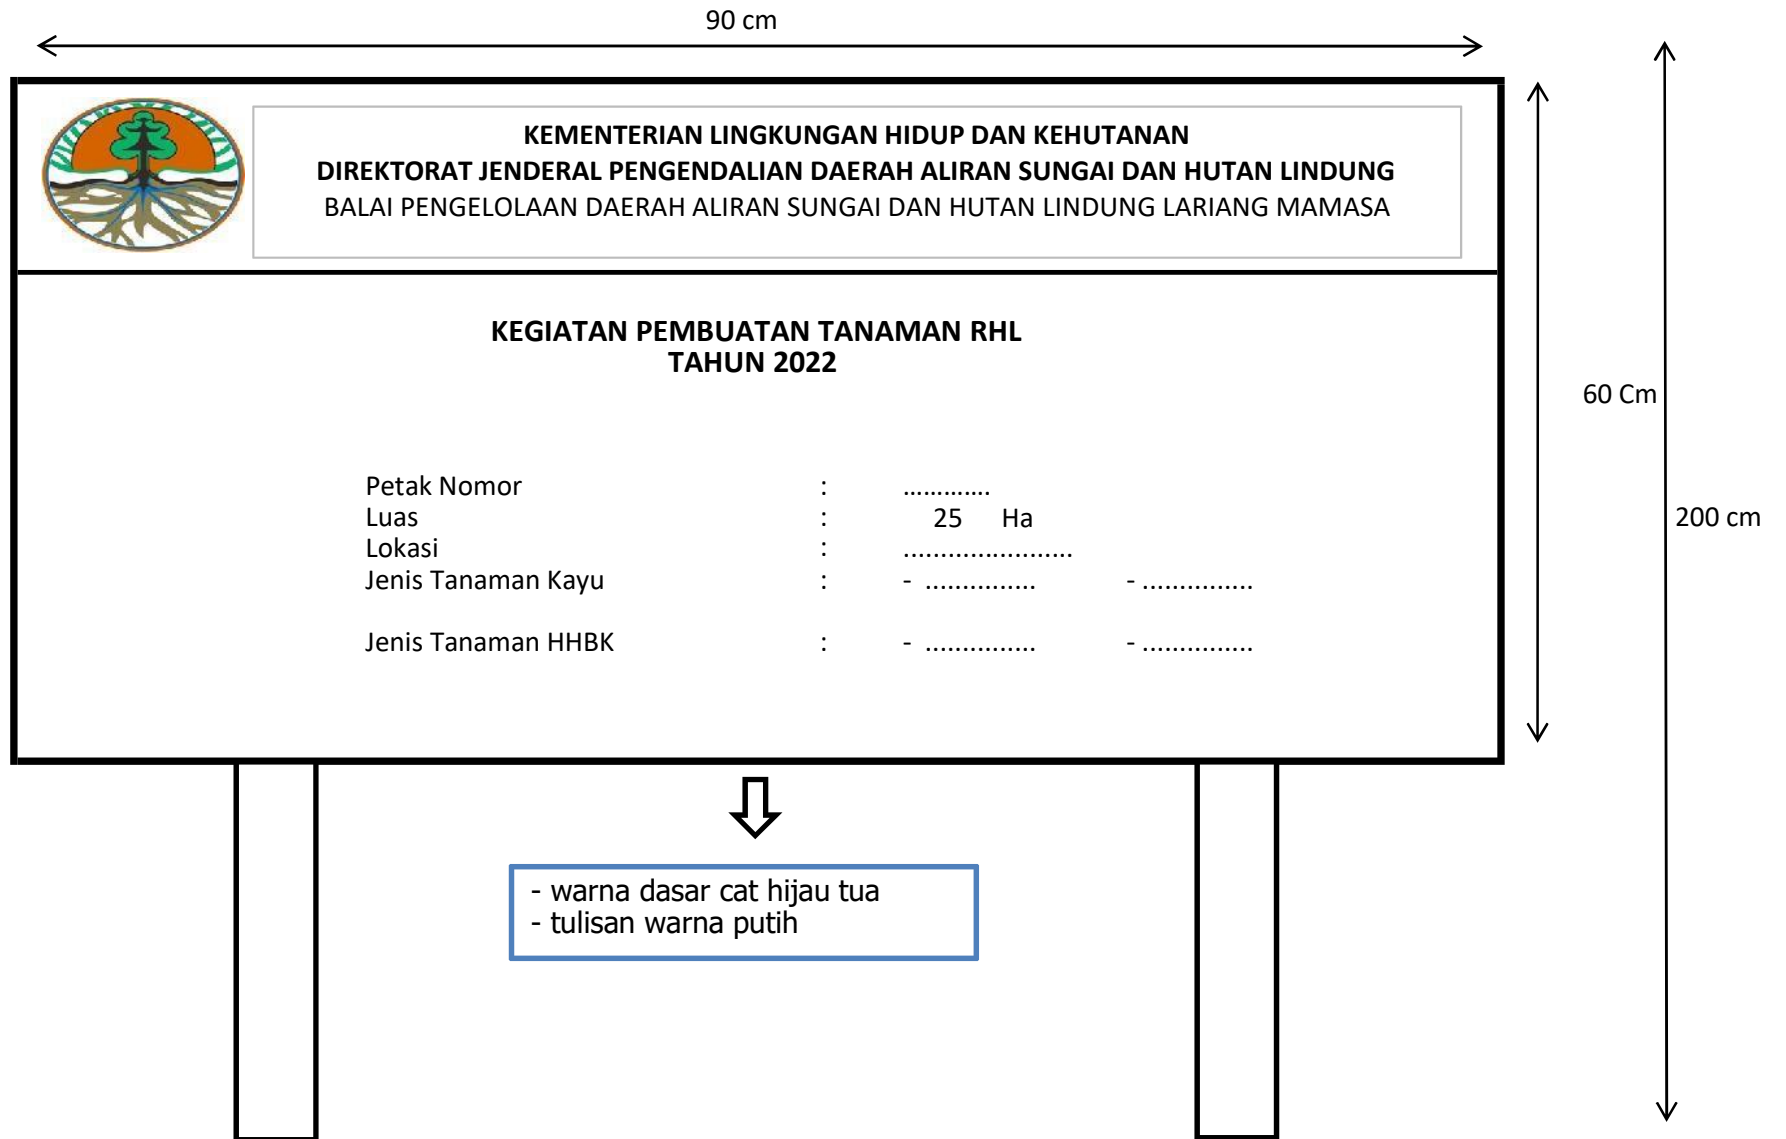 90 cm
KEMENTERIAN LINGKUNGAN HIDUP DAN KEHUTANAN
DIREKTORAT JENDERAL PENGENDALIAN DAERAH ALIRAN SUNGAI DAN HUTAN LINDUNG
BALAI PENGELOLAAN DAERAH ALIRAN SUNGAI DAN HUTAN LINDUNG LARIANG MAMASA
KEGIATAN PEMBUATAN TANAMAN RHL
TAHUN 2022
60 Cm
200 cm
Petak Nomor : .............
Luas : 25 Ha
Lokasi : .......................
Jenis Tanaman Kayu : - ............... - ...............
Jenis Tanaman HHBK : - ............... - ...............
- warna dasar cat hijau tua
- tulisan warna putih